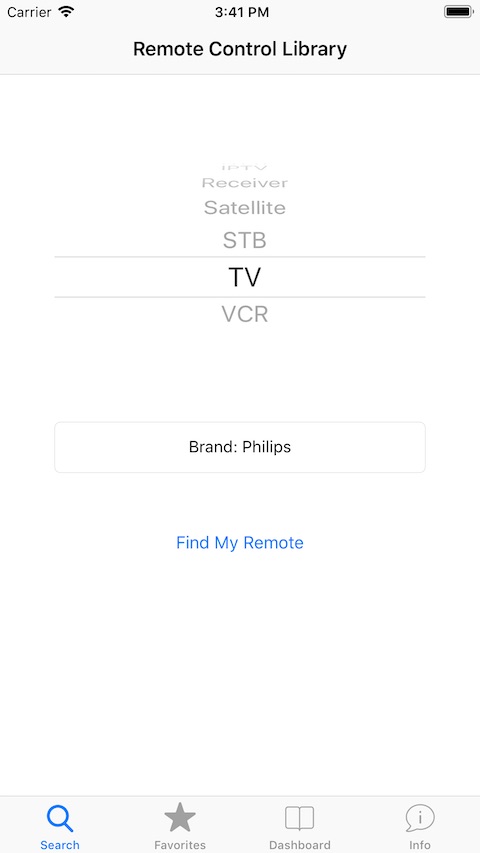 Carrier 3:41 PM
Remote Control Library
IPTV
Receiver
Satellite
STB
TV
VCR
Brand: Philips
Find My Remote
Search Favorites Dashboard Info